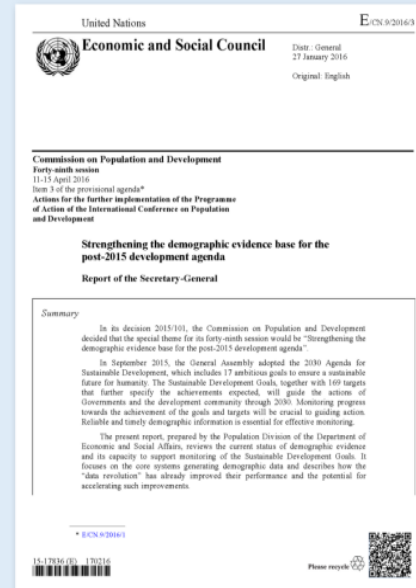 United Nations
E/CN.9/2016/3
Economic and Social Council
Distr.: General
27 January 2016
Original: English
Commission on Population and Development
Forty-ninth session
11-15 April 2016
Item 3 of the provisional agenda*
Actions for the further implementation of the Programme
of Action of the International Conference on Population
and Development
Strengthening the demographic evidence base for the
post-2015 development agenda
Report of the Secretary-General
Summary
In its decision 2015/101, the Commission on Population and Development
decided that the special theme for its forty-ninth session would be “Strengthening the
demographic evidence base for the post-2015 development agenda”.
In September 2015, the General Assembly adopted the 2030 Agenda for
Sustainable Development, which includes 17 ambitious goals to ensure a sustainable
future for humanity. The Sustainable Development Goals, together with 169 targets
that further specify the achievements expected, will guide the actions of
Governments and the development community through 2030. Monitoring progress
towards the achievement of the goals and targets will be crucial to guiding action.
Reliable and timely demographic information is essential for effective monitoring.
The present report, prepared by the Population Division of the Department of
Economic and Social Affairs, reviews the current status of demographic evidence
and its capacity to support monitoring of the Sustainable Development Goals. It
focuses on the core systems generating demographic data and describes how the
“data revolution” has already improved their performance and the potential for
accelerating such improvements.
* E/CN.9/2016/1
15-17836 (E) 170216
Please recycle